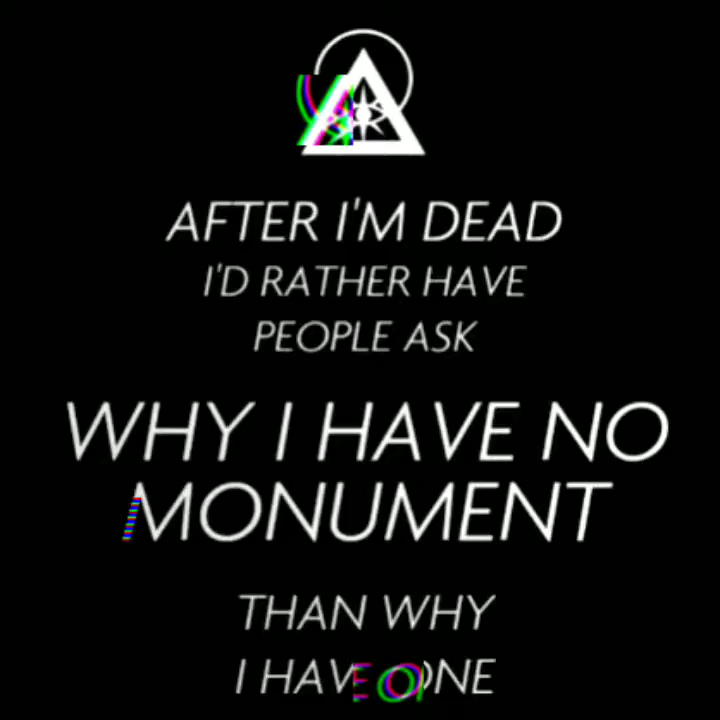 AFTER I'M DEAD
I'D RATHER HAVE
PEOPLE ASK
WHY I HAVE NO
MONUMENT
THAN WHY
I HAVE ONE